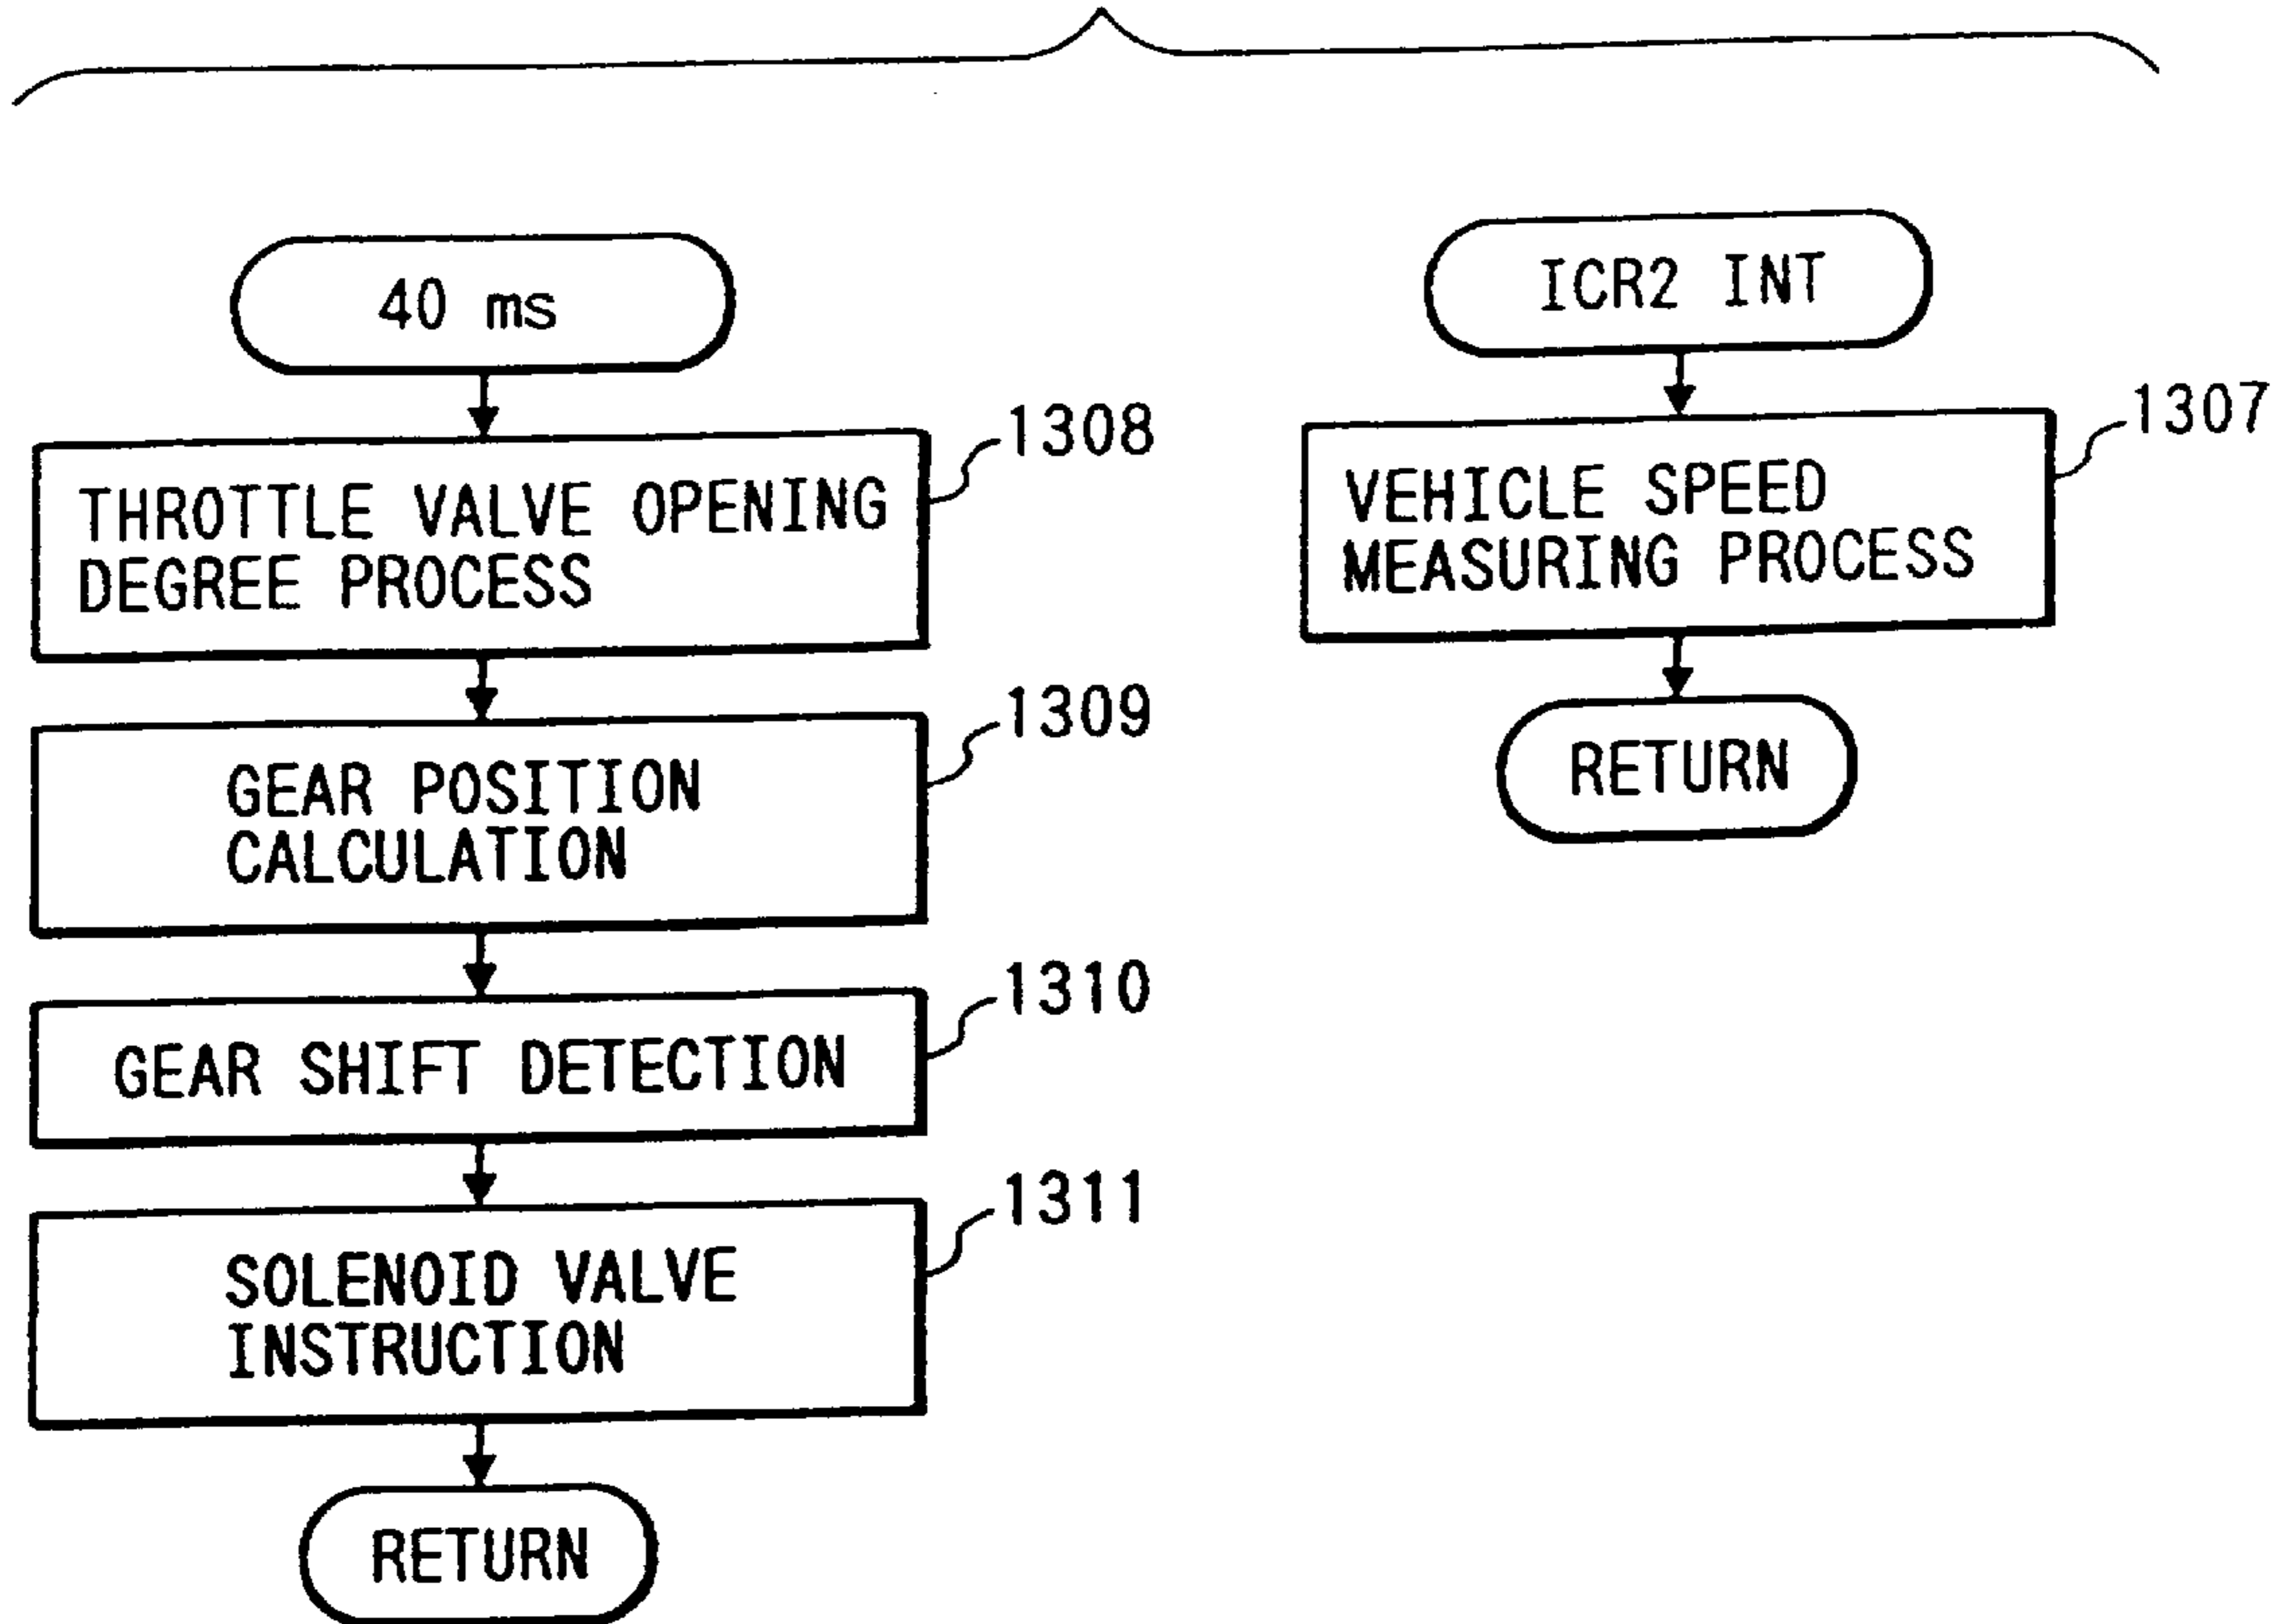 40 ms
1308
THROTTLE VALVE OPENING
DEGREE PROCESS
1309
GEAR POSITION
CALCULATION
1310
GEAR SHIFT DETECTION
1311
SOLENOID VALVE
INSTRUCTION
RETURN
ICR2 INT
1307
VEHICLE SPEED
MEASURING PROCESS
RETURN